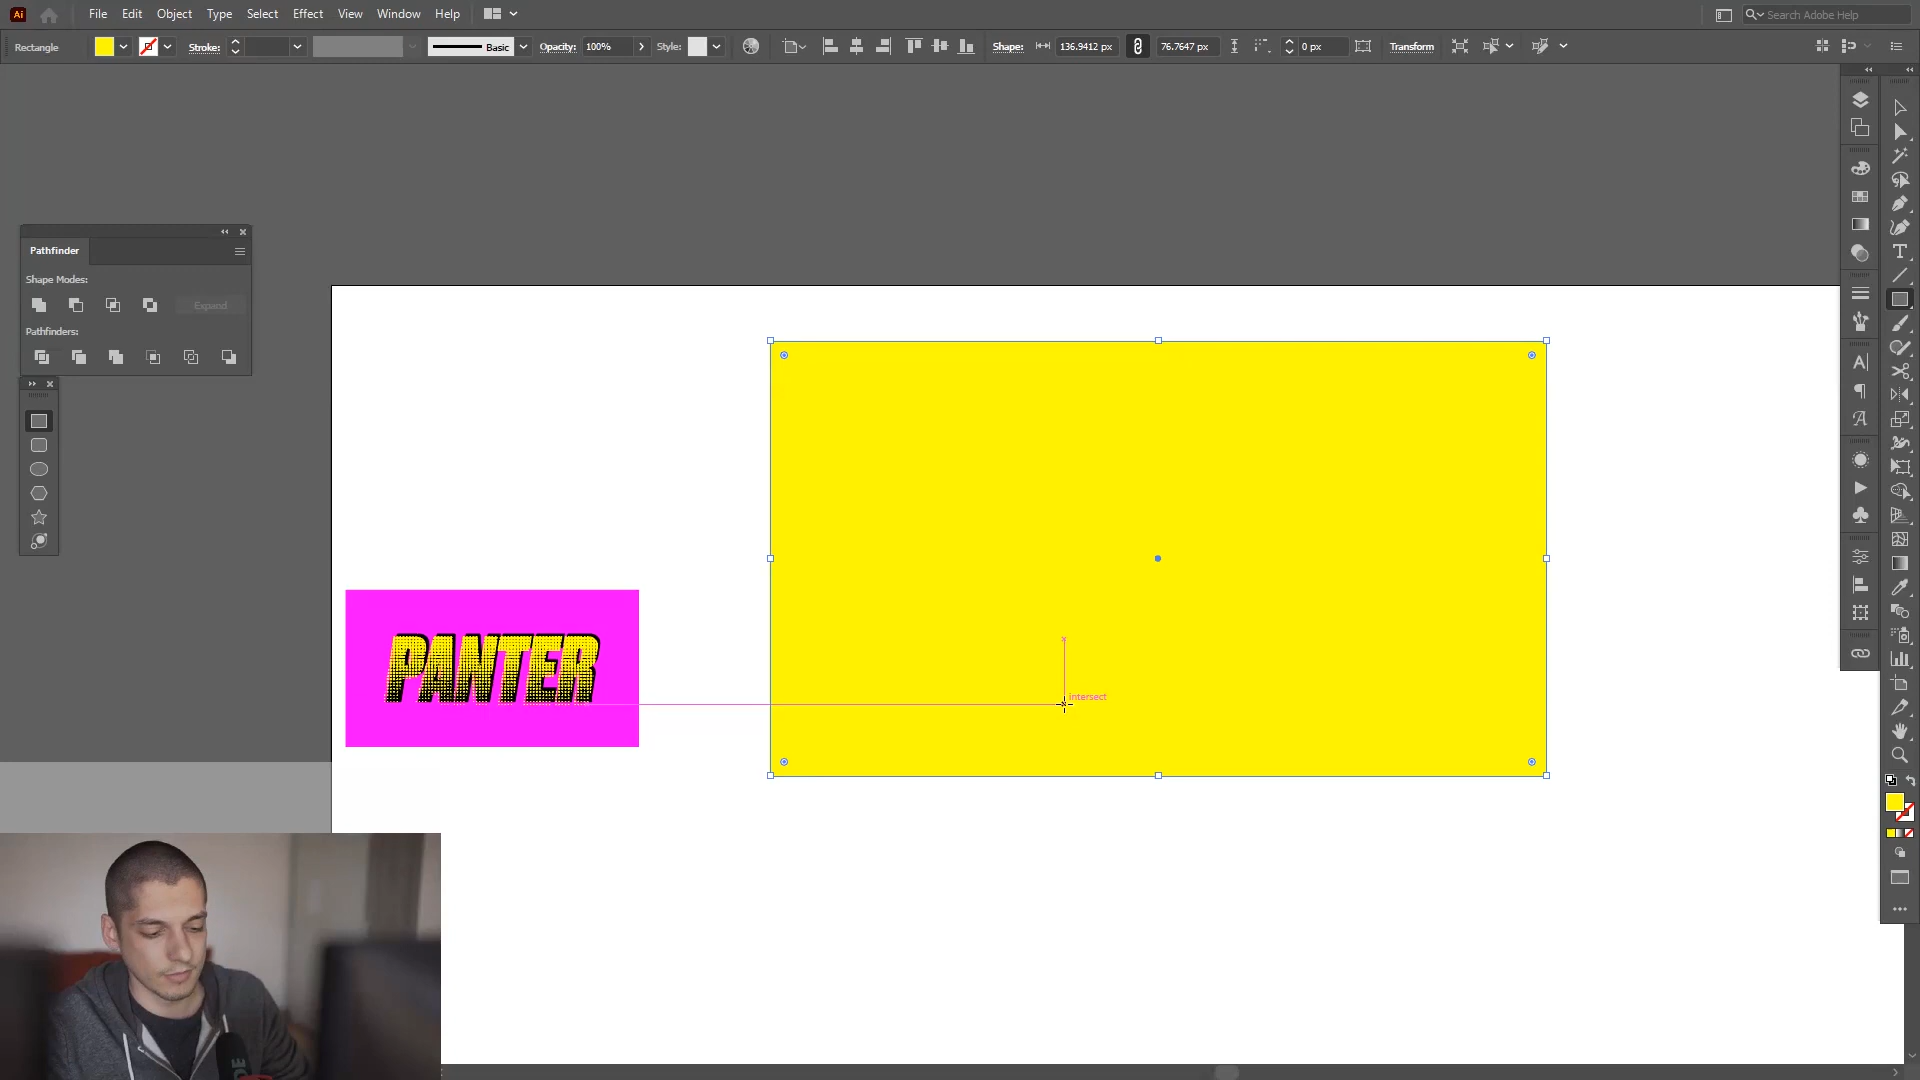 Ai File Edit Object Type Select Effect View Window Help Search Adobe Help
Rectangle Stroke: Basic Opacity: 100% Style: Shape: 136.9412 px 76.7647 px 0 px Transform
Pathfinder
Shape Modes:
Expand
Pathfinders:
PANTER
intersect